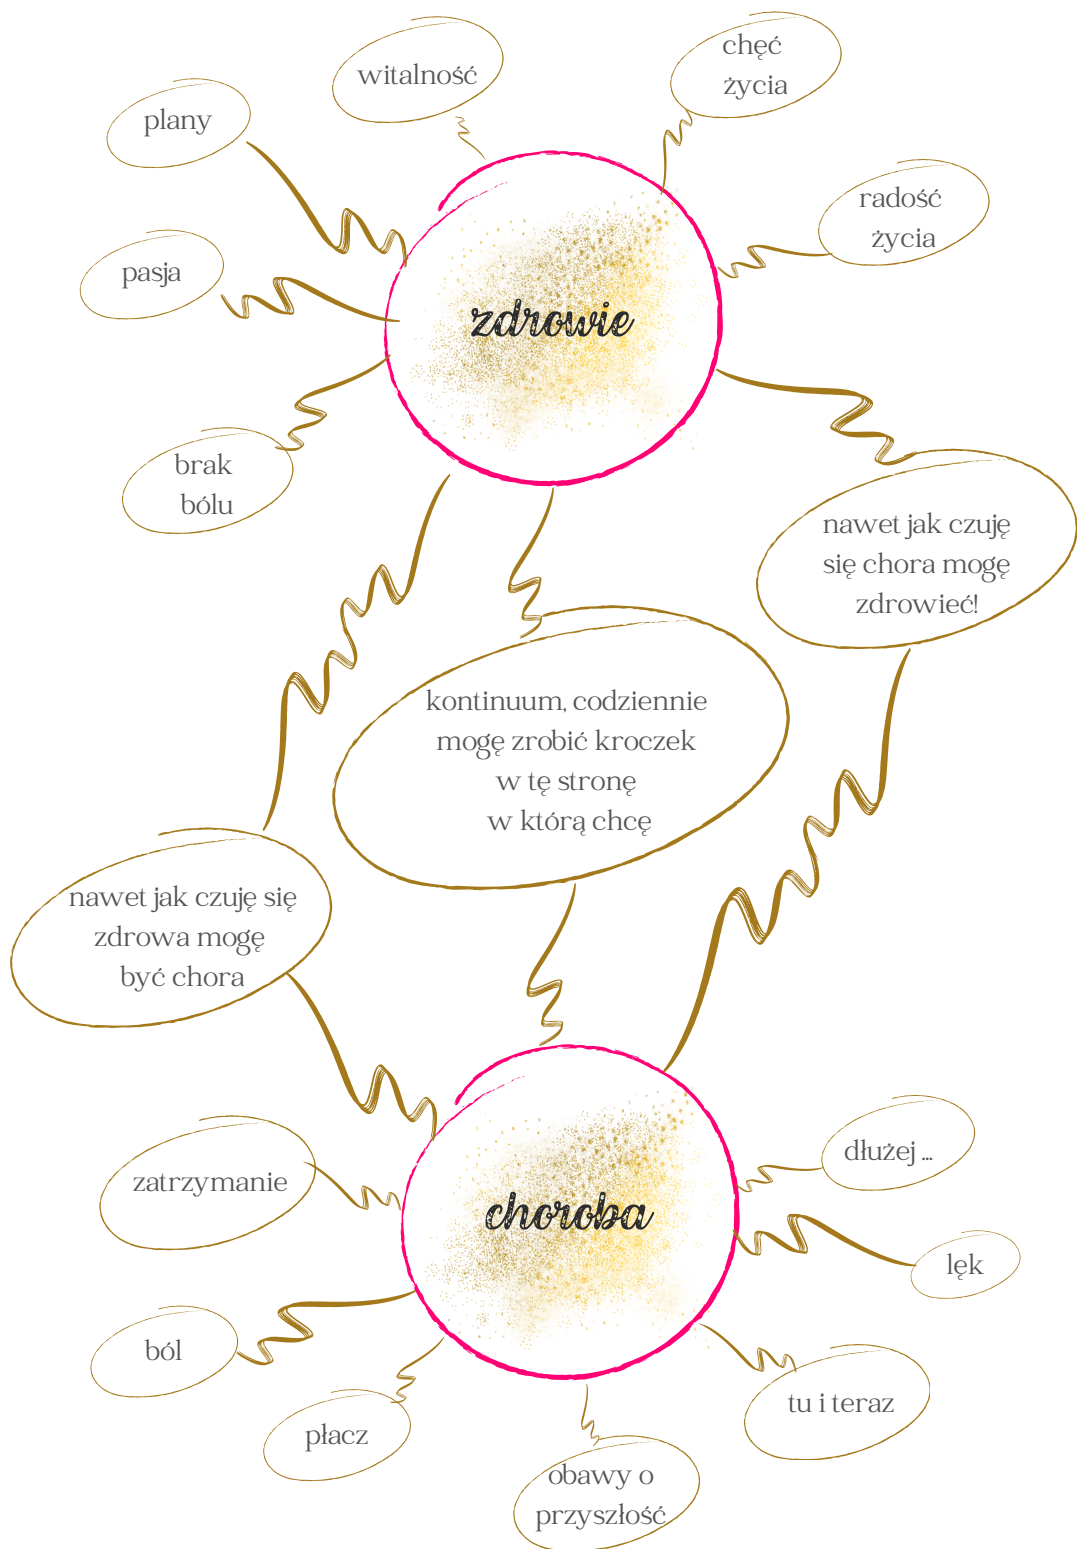 witalność
chęć
życia
plany
radość
życia
pasja
zdrowie
brak
bólu
nawet jak czuję
się chora mogę
zdrowieć!
kontinuum, codziennie
mogę zrobić kroczek
w tę stronę
w którą chcę
nawet jak czuję się
zdrowa mogę
być chora
zatrzymanie
dłużej ...
choroba
lęk
ból
tu i teraz
płacz
obawy o
przyszłość